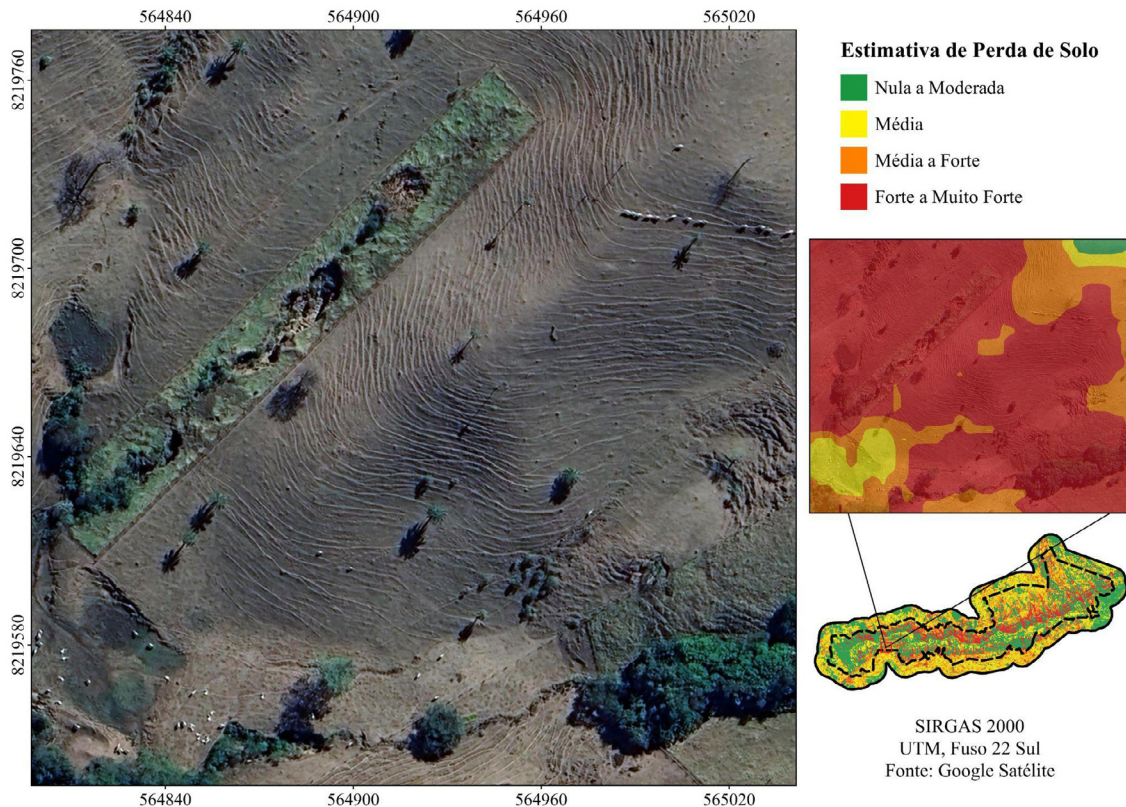 564840
564900
564960
565020
8219760
8219700
8219640
8219580
564840
564900
564960
565020
Estimativa de Perda de Solo
Nula a Moderada
Média
Média a Forte
Forte a Muito Forte
SIRGAS 2000
UTM, Fuso 22 Sul
Fonte: Google Satélite